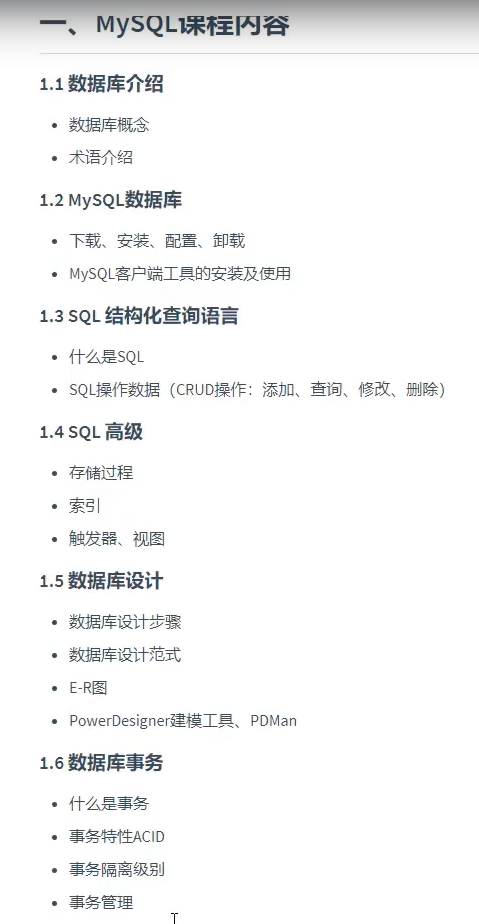 一、MySQL课程内容
1.1 数据库介绍
数据库概念
术语介绍
1.2 MySQL数据库
下载、安装、配置、卸载
MySQL客户端工具的安装及使用
1.3 SQL 结构化查询语言
什么是SQL
SQL操作数据（CRUD操作：添加、查询、修改、删除）
1.4 SQL 高级
存储过程
索引
触发器、视图
1.5 数据库设计
数据库设计步骤
数据库设计范式
E-R图
PowerDesigner建模工具、PDMan
1.6 数据库事务
什么是事务
事务特性ACID
事务隔离级别
事务管理